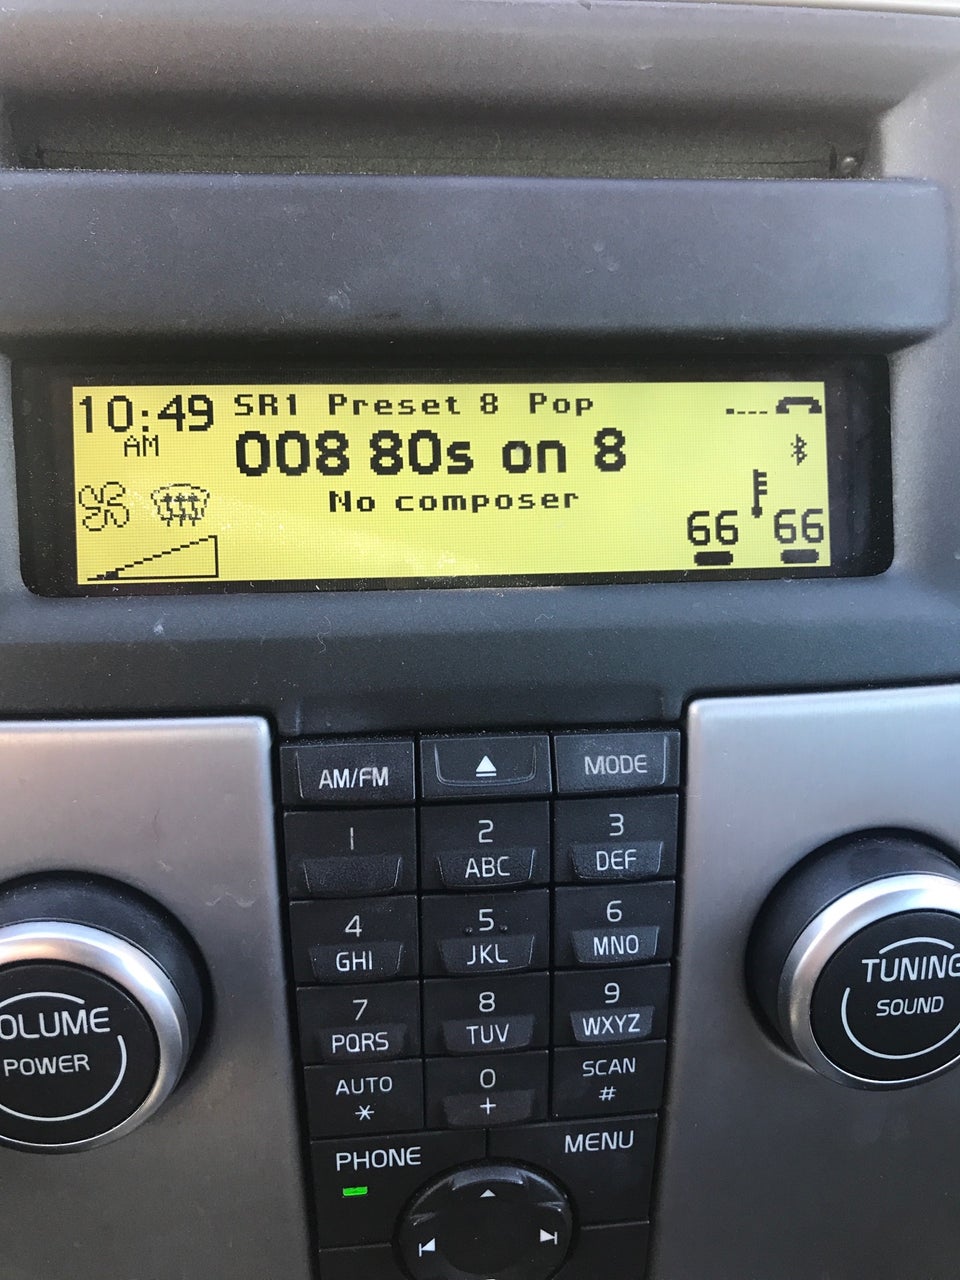 10:49
AM
SR1 Preset 8 Pop
008 80s on 8
No composer
66 66
AM/FM
MODE
1
2
ABC
3
DEF
4
GHI
5
JKL
6
MNO
7
PQRS
8
TUV
9
WXYZ
AUTO
*
0
+
SCAN
#
PHONE
MENU
OLUME
POWER
TUNING
SOUND